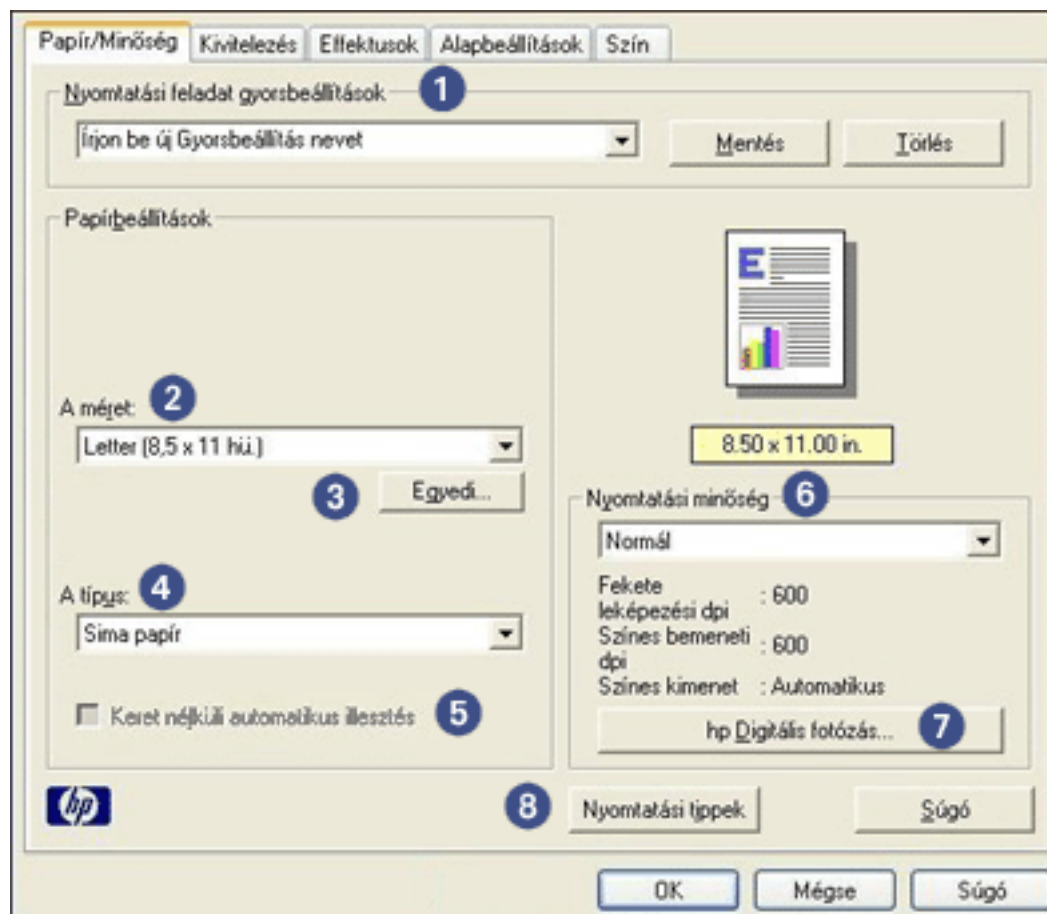 Papír/Minőség Kivitelezés Effektusok Alapbeállítások Szín
Nyomtatási feladat gyorsbeállítások 1
Írjon be új Gyorsbeállítás nevet Mentés Törlés
Papírbeállítások
E
A méret: 2
Letter (8,5 x 11 hü.)
8.50 x 11.00 in.
3 Egyedi...
Nyomtatási minőség 6
Normál
A típus: 4
Sima papír
Fekete leképezési dpi : 600
Színes bemeneti dpi : 600
Színes kimenet : Automatikus
Keret nélküli automatikus illesztés 5
hp Digitális fotózás... 7
hp
8 Nyomtatási tippek Súgó
OK Mégse Súgó